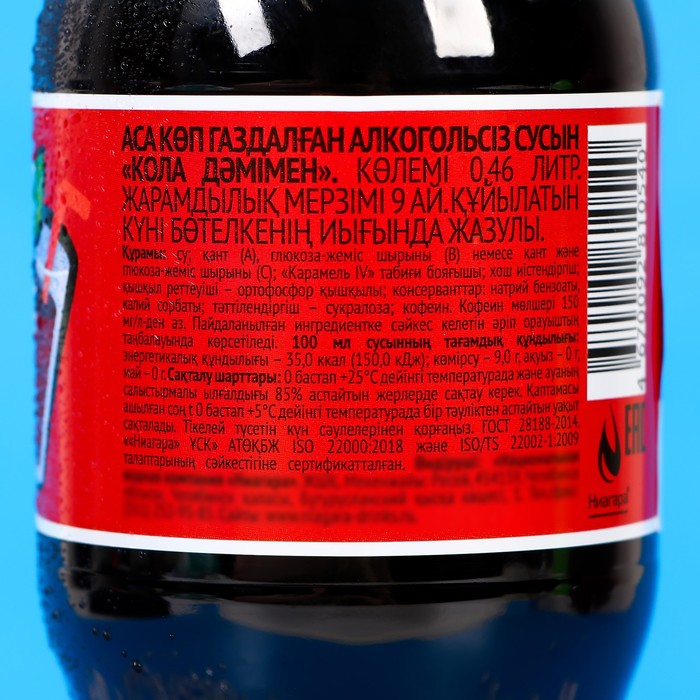 АСА КӨП ГАЗДАЛҒАН АЛКОГОЛЬСІЗ СУСЫН
«КОЛА ДӘМІМЕН». КӨЛЕМІ 0,46 ЛИТР.
ЖАРАМДЫЛЫҚ МЕРЗІМІ 9 АЙ.ҚҰЙЫЛАТЫН
КҮНІ БӨТЕЛКЕНІҢ ИЫҒЫНДА ЖАЗУЛЫ.
Құрамы: су; қант (А), глюкоза-жеміс шырыны (В) немесе қант және
глюкоза-жеміс шырыны (С); «Карамель IV» табиғи бояғышы; хош иістендіргіш;
қышқыл реттеуіші – ортофосфор қышқылы; консерванттар: натрий бензоаты,
калий сорбаты; тәттілендіргіш – сукралоза; кофеин. Кофеин мөлшері 150
мг/л-ден аз. Пайдаланылған ингредиентке сәйкес келетін әріп орауыштың
таңбалауында көрсетіледі. 100 мл сусынның тағамдық құндылығы:
энергетикалық құндылығы – 35,0 ккал (150,0 кДж); көмірсу – 9,0 г, ақуыз – 0 г,
май – 0 г. Сақталу шарттары: 0 бастап +25°С дейінгі температурада және ауаның
салыстырмалы ылғалдылығы 85% аспайтын жерлерде сақтау керек. Қаптамасы
ашылған соң t 0 бастап +5°С дейінгі температурада бір тәуліктен аспайтын уақыт
сақталады. Тікелей түсетін күн сәулелерінен қорғаңыз. ГОСТ 28188-2014.
«Ниагара» ҮСК» АТӨҚБЖ ISO 22000:2018 және ISO/TS 22002-1:2009
талаптарының сәйкестігіне сертификатталған.
4 670092 810540
ЕАС
Ниагара